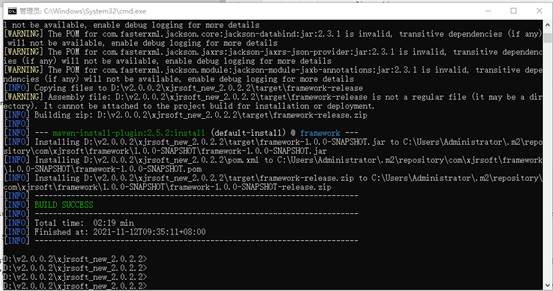 管理员: C:\Windows\System32\cmd.exe
l not be available, enable debug logging for more details
[WARNING] The POM for com.fasterxml.jackson.core:jackson-databind:jar:2.3.1 is invalid, transitive dependencies (if any)
 will not be available, enable debug logging for more details
[WARNING] The POM for com.fasterxml.jackson.jaxrs:jackson-jaxrs-json-provider:jar:2.3.1 is invalid, transitive dependenc
ies (if any) will not be available, enable debug logging for more details
[WARNING] The POM for com.fasterxml.jackson.module:jackson-module-jaxb-annotations:jar:2.3.1 is invalid, transitive depe
ndencies (if any) will not be available, enable debug logging for more details
[INFO] Copying files to D:\v2.0.0.2\xjrsoft_new_2.0.2.2\target\framework-release
[WARNING] Assembly file: D:\v2.0.0.2\xjrsoft_new_2.0.2.2\target\framework-release is not a regular file (it may be a dir
ectory). It cannot be attached to the project build for installation or deployment.
[INFO] Building zip: D:\v2.0.0.2\xjrsoft_new_2.0.2.2\target\framework-release.zip
[INFO]
[INFO] --- maven-install-plugin:2.5.2:install (default-install) @ framework ---
[INFO] Installing D:\v2.0.0.2\xjrsoft_new_2.0.2.2\target\framework-1.0.0-SNAPSHOT.jar to C:\Users\Administrator\.m2\repo
sitory\com\xjrsoft\framework\1.0.0-SNAPSHOT\framework-1.0.0-SNAPSHOT.jar
[INFO] Installing D:\v2.0.0.2\xjrsoft_new_2.0.2.2\pom.xml to C:\Users\Administrator\.m2\repository\com\xjrsoft\framework
\1.0.0-SNAPSHOT\framework-1.0.0-SNAPSHOT.pom
[INFO] Installing D:\v2.0.0.2\xjrsoft_new_2.0.2.2\target\framework-release.zip to C:\Users\Administrator\.m2\repository\
com\xjrsoft\framework\1.0.0-SNAPSHOT\framework-1.0.0-SNAPSHOT-release.zip
[INFO] ------------------------------------------------------------------------
[INFO] BUILD SUCCESS
[INFO] ------------------------------------------------------------------------
[INFO] Total time:  02:19 min
[INFO] Finished at: 2021-11-12T09:35:11+08:00
[INFO] ------------------------------------------------------------------------
D:\v2.0.0.2\xjrsoft_new_2.0.2.2>
D:\v2.0.0.2\xjrsoft_new_2.0.2.2>
D:\v2.0.0.2\xjrsoft_new_2.0.2.2>
D:\v2.0.0.2\xjrsoft_new_2.0.2.2>